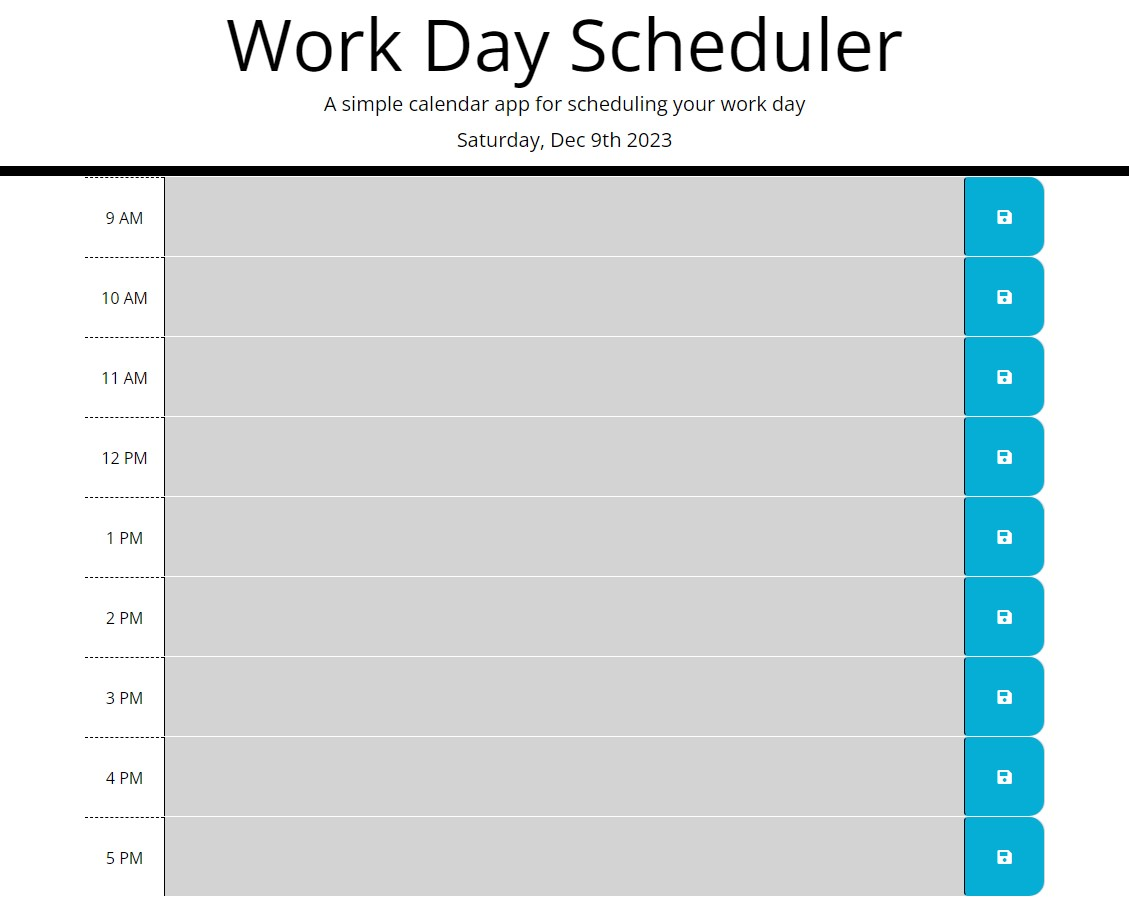 Work Day Scheduler
A simple calendar app for scheduling your work day
Saturday, Dec 9th 2023
9 AM
10 AM
11 AM
12 PM
1 PM
2 PM
3 PM
4 PM
5 PM